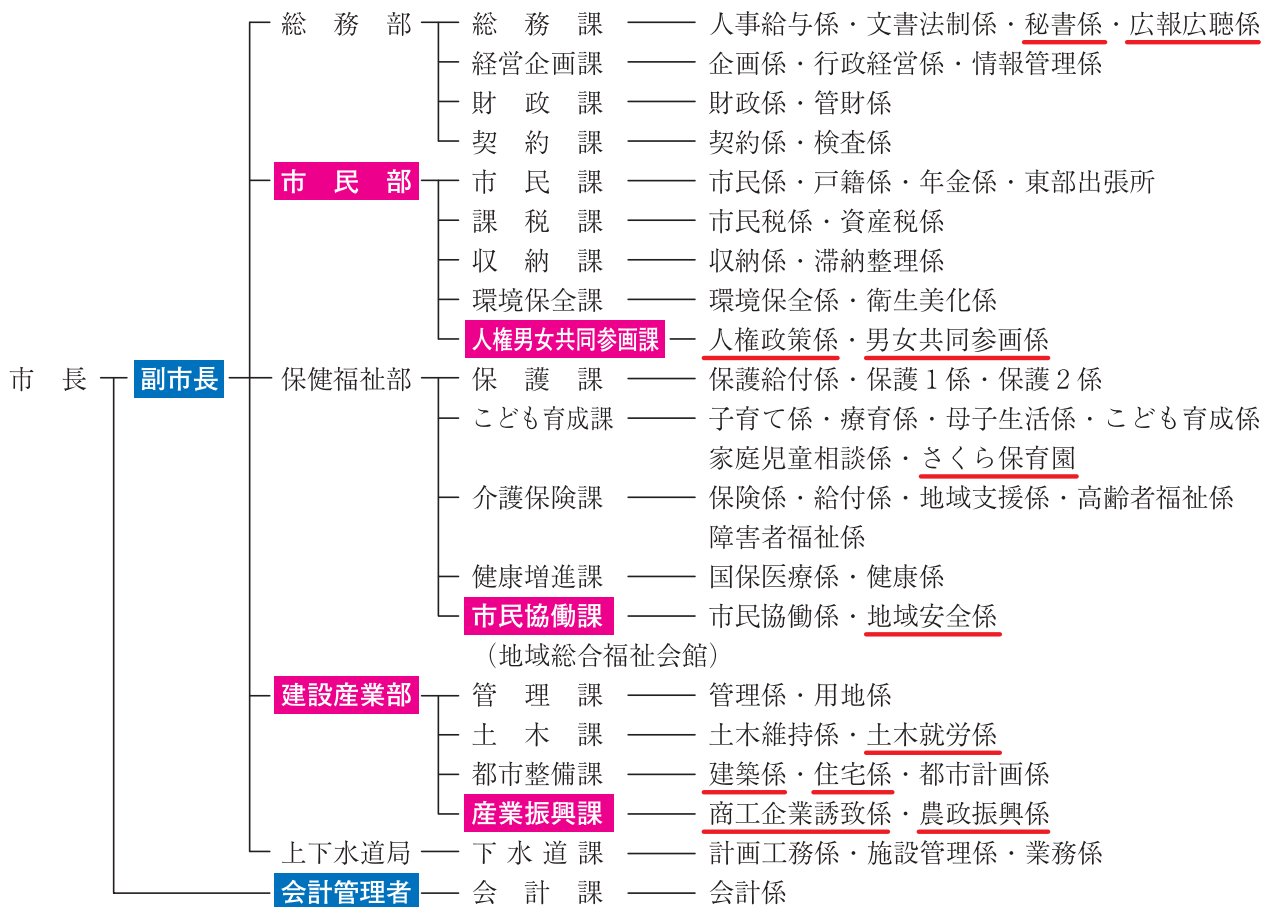 総務部 総務課 人事給与係・文書法制係・秘書係・広報広聴係
経営企画課 企画係・行政経営係・情報管理係
財政課 財政係・管財係
契約課 契約係・検査係
市民部 市民課 市民係・戸籍係・年金係・東部出張所
課税課 市民税係・資産税係
収納課 収納係・滞納整理係
環境保全課 環境保全係・衛生美化係
人権男女共同参画課 人権政策係・男女共同参画係
市長 副市長 保健福祉部 保護課 保護給付係・保護1係・保護2係
こども育成課 子育て係・療育係・母子生活係・こども育成係
家庭児童相談係・さくら保育園
介護保険課 保険係・給付係・地域支援係・高齢者福祉係
障害者福祉係
健康増進課 国保医療係・健康係
市民協働課 市民協働係・地域安全係
（地域総合福祉会館）
建設産業部 管理課 管理係・用地係
土木課 土木維持係・土木就労係
都市整備課 建築係・住宅係・都市計画係
産業振興課 商工企業誘致係・農政振興係
上下水道局 下水道課 計画工務係・施設管理係・業務係
会計管理者 会計課 会計係